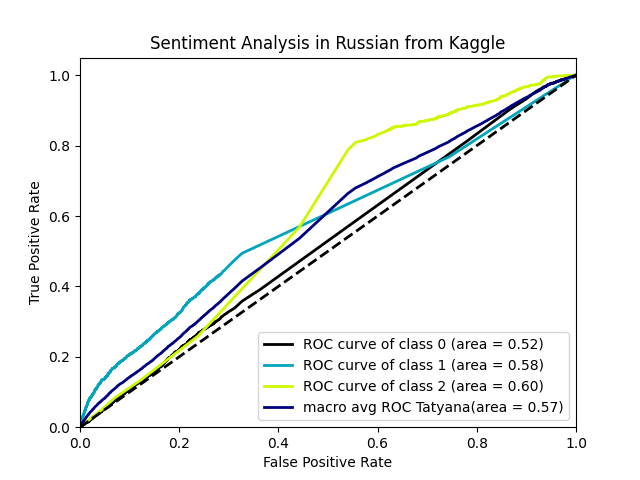 Sentiment Analysis in Russian from Kaggle
True Positive Rate
1.0
0.8
0.6
0.4
0.2
0.0
ROC curve of class 0 (area = 0.52)
ROC curve of class 1 (area = 0.58)
ROC curve of class 2 (area = 0.60)
macro avg ROC Tatyana(area = 0.57)
0.0 0.2 0.4 0.6 0.8 1.0
False Positive Rate